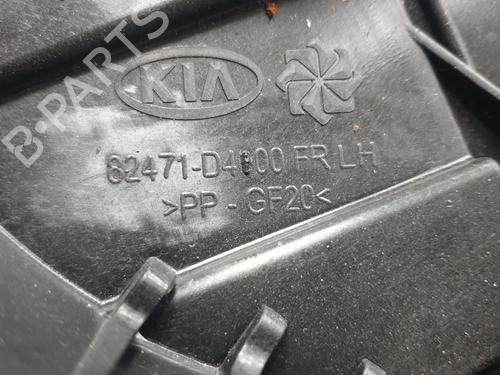 B-PARTS
KIA
82471-D4000 FR LH
>PP - GF20<